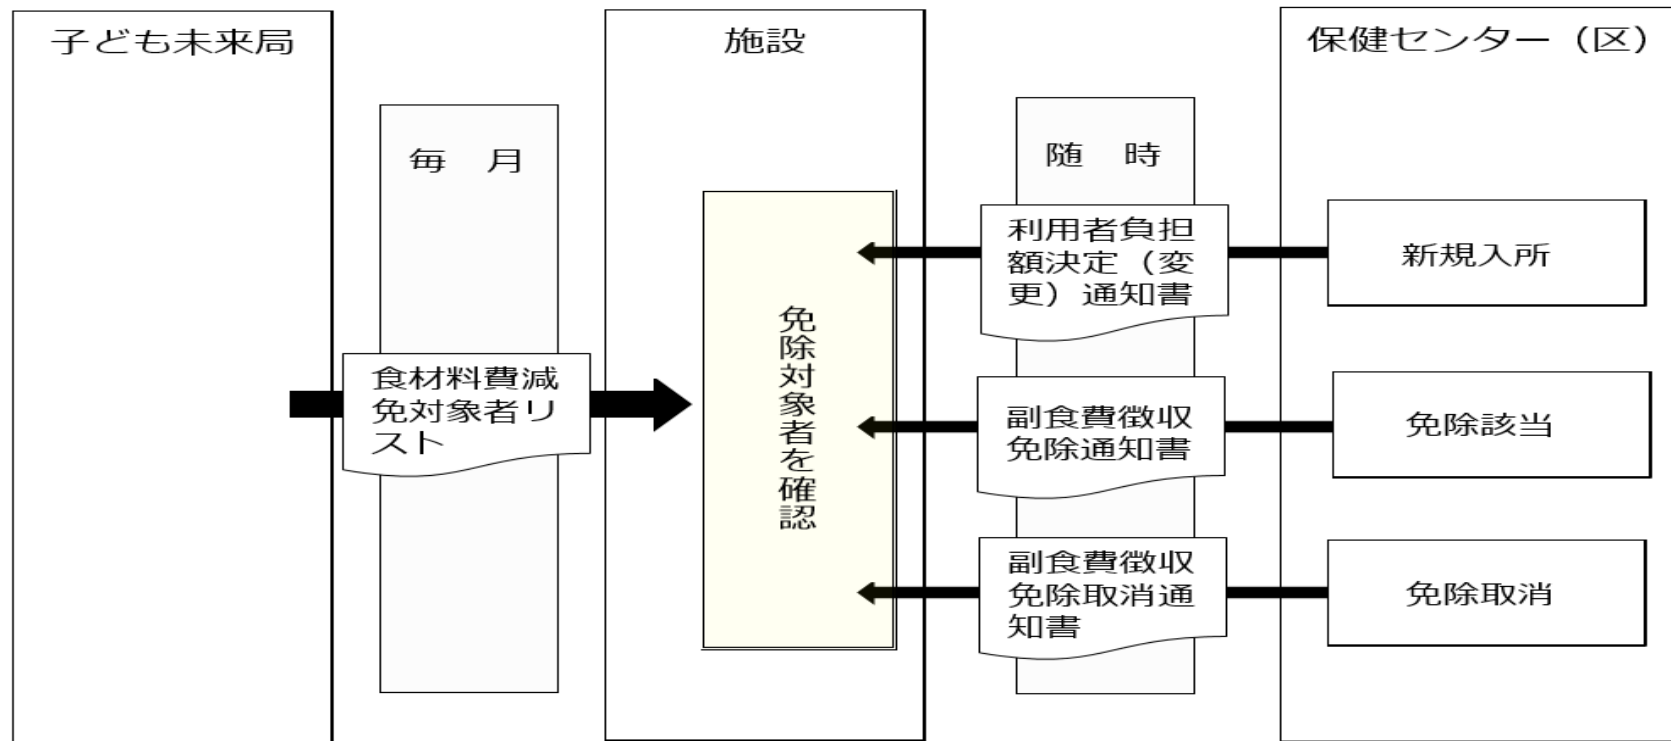 子ども未来局
施設
保健センター（区）
毎　月
随　時
食材料費減
免対象者リ
スト
免除対象者を確認
利用者負担
額決定（変
更）通知書
新規入所
副食費徴収
免除通知書
免除該当
副食費徴収
免除取消通
知書
免除取消